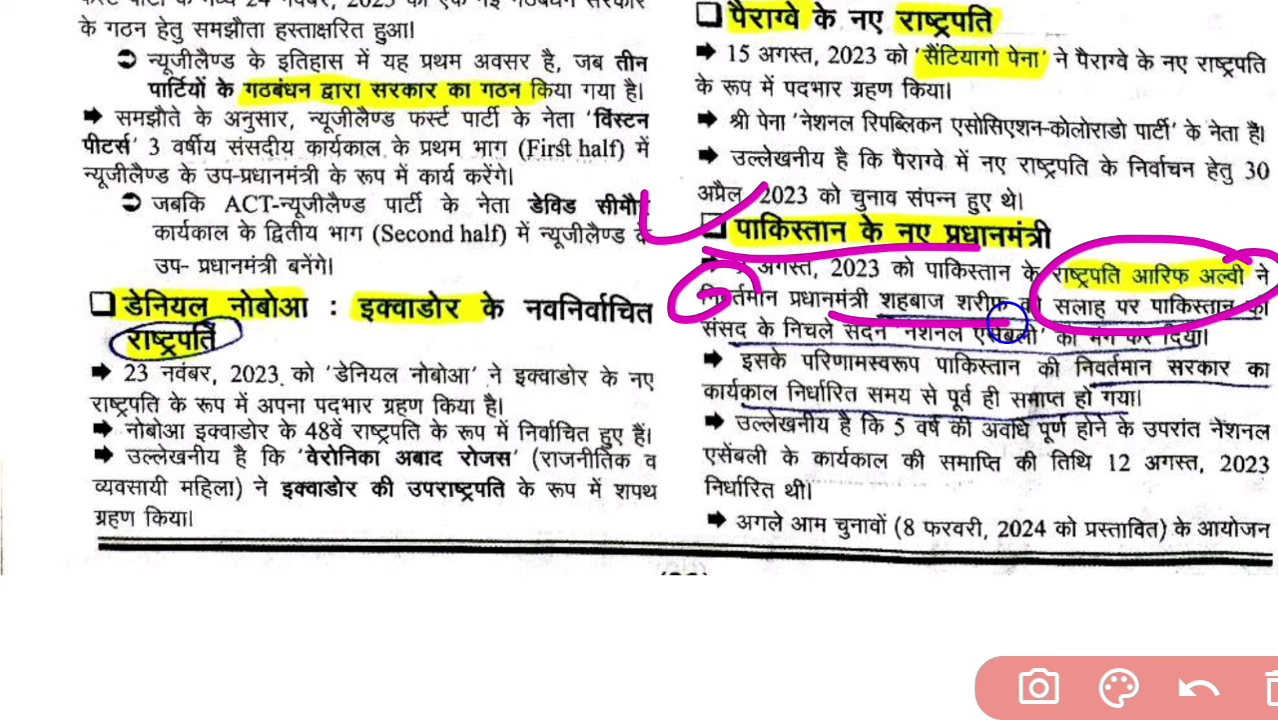 के गठन हेतु समझौता हस्ताक्षरित हुआ।
न्यूजीलैण्ड के इतिहास में यह प्रथम अवसर है, जब तीन
पार्टियों के गठबंधन द्वारा सरकार का गठन किया गया है।
समझौते के अनुसार, न्यूजीलैण्ड फर्स्ट पार्टी के नेता 'विंस्टन
पीटर्स' 3 वर्षीय संसदीय कार्यकाल के प्रथम भाग (First half) में
न्यूजीलैण्ड के उप-प्रधानमंत्री के रूप में कार्य करेंगे।
जबकि ACT-न्यूजीलैण्ड पार्टी के नेता डेविड सीमौर
कार्यकाल के द्वितीय भाग (Second half) में न्यूजीलैण्ड के
उप- प्रधानमंत्री बनेंगे।
डेनियल नोबोआ : इक्वाडोर के नवनिर्वाचित
राष्ट्रपति
23 नवंबर, 2023 को 'डेनियल नोबोआ' ने इक्वाडोर के नए
राष्ट्रपति के रूप में अपना पदभार ग्रहण किया है।
नोबोआ इक्वाडोर के 48वें राष्ट्रपति के रूप में निर्वाचित हुए हैं।
उल्लेखनीय है कि 'वेरोनिका अबाद रोजस' (राजनीतिक व
व्यवसायी महिला) ने इक्वाडोर की उपराष्ट्रपति के रूप में शपथ
ग्रहण किया।
पैराग्वे के नए राष्ट्रपति
15 अगस्त, 2023 को 'सैंटियागो पेना' ने पैराग्वे के नए राष्ट्रपति
के रूप में पदभार ग्रहण किया।
श्री पेना 'नेशनल रिपब्लिकन एसोसिएशन-कोलोराडो पार्टी' के नेता हैं।
उल्लेखनीय है कि पैराग्वे में नए राष्ट्रपति के निर्वाचन हेतु 30
अप्रैल, 2023 को चुनाव संपन्न हुए थे।
पाकिस्तान के नए प्रधानमंत्री
अगस्त, 2023 को पाकिस्तान के राष्ट्रपति आरिफ अल्वी ने
निवर्तमान प्रधानमंत्री शहबाज शरीफ की सलाह पर पाकिस्तान की
संसद के निचले सदन 'नेशनल एसेंबली' को भंग कर दिया।
इसके परिणामस्वरूप पाकिस्तान की निवर्तमान सरकार का
कार्यकाल निर्धारित समय से पूर्व ही समाप्त हो गया।
उल्लेखनीय है कि 5 वर्ष की अवधि पूर्ण होने के उपरांत नेशनल
एसेंबली के कार्यकाल की समाप्ति की तिथि 12 अगस्त, 2023
निर्धारित थी।
अगले आम चुनावों (8 फरवरी, 2024 को प्रस्तावित) के आयोजन